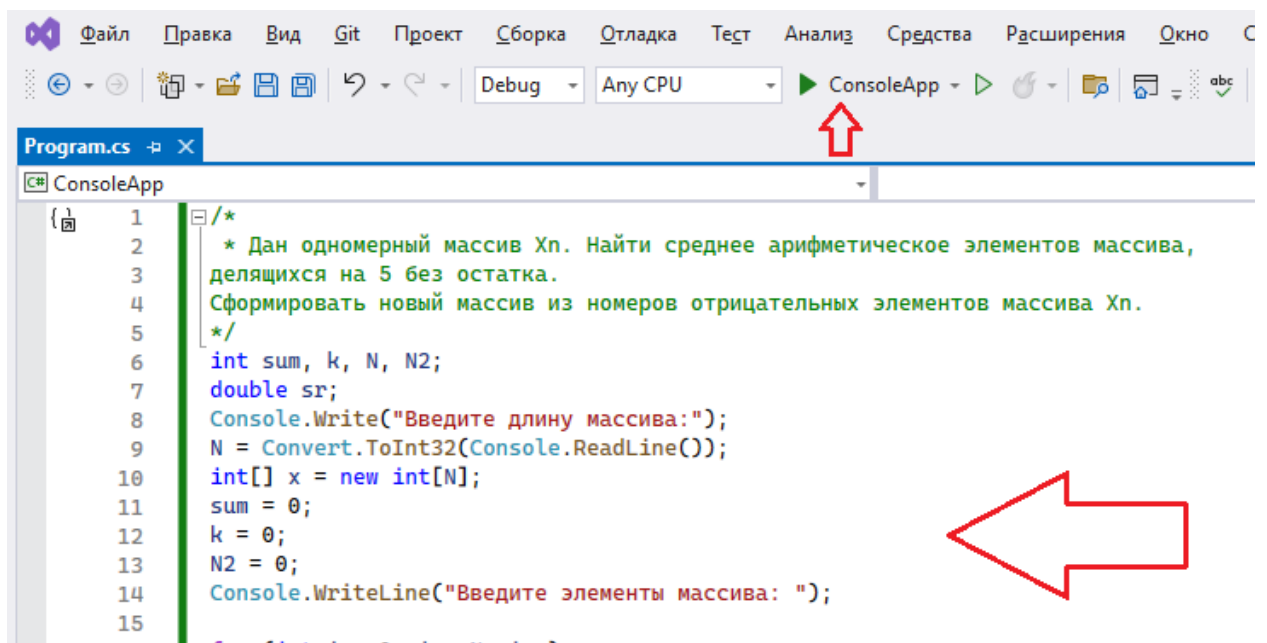 Файл Правка Вид Git Проект Сборка Отладка Тест Анализ Средства Расширения Окно С
Debug Any CPU ConsoleApp abc
Program.cs
C# ConsoleApp
1 /*
2 * Дан одномерный массив Xn. Найти среднее арифметическое элементов массива,
3 делящихся на 5 без остатка.
4 Сформировать новый массив из номеров отрицательных элементов массива Xn.
5 */
6 int sum, k, N, N2;
7 double sr;
8 Console.Write("Введите длину массива:");
9 N = Convert.ToInt32(Console.ReadLine());
10 int[] x = new int[N];
11 sum = 0;
12 k = 0;
13 N2 = 0;
14 Console.WriteLine("Введите элементы массива: ");
15